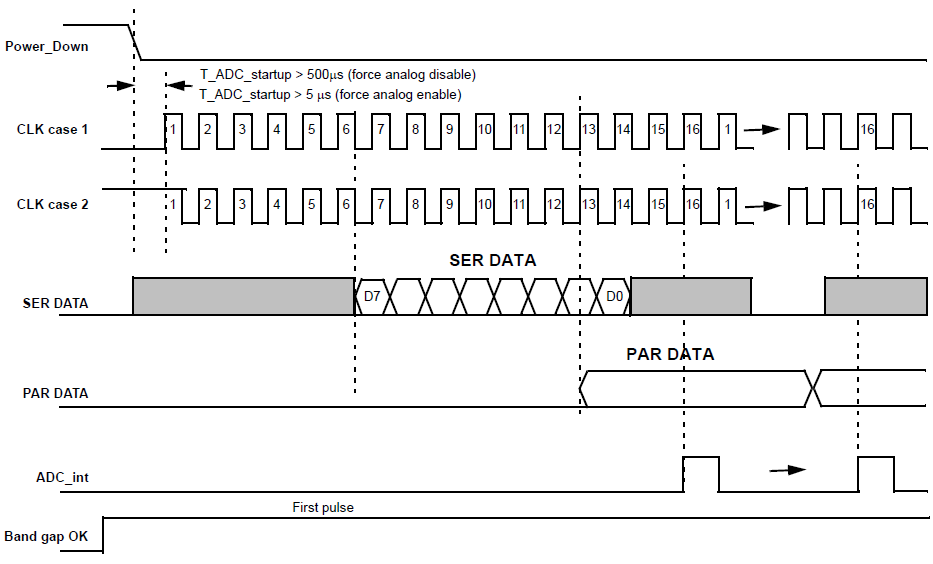 Power_Down
T_ADC_startup > 500μs (force analog disable)
T_ADC_startup > 5 μs (force analog enable)
CLK case 1
1 2 3 4 5 6 7 8 9 10 11 12 13 14 15 16 1 16
CLK case 2
1 2 3 4 5 6 7 8 9 10 11 12 13 14 15 16 1 16
SER DATA
SER DATA
D7 D0
PAR DATA
PAR DATA
ADC_int
First pulse
Band gap OK